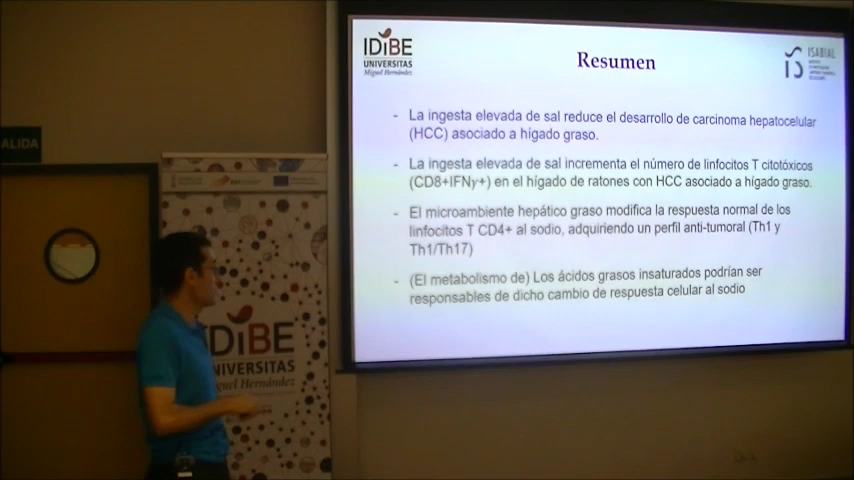 IDiBE
UNIVERSITAS
Miguel Hernández
Resumen
ISABIAL
SALIDA
- La ingesta elevada de sal reduce el desarrollo de carcinoma hepatocelular
(HCC) asociado a hígado graso.
- La ingesta elevada de sal incrementa el número de linfocitos T citotóxicos
(CD8+IFNγ+) en el hígado de ratones con HCC asociado a hígado graso.
- El microambiente hepático graso modifica la respuesta normal de los
linfocitos T CD4+ al sodio, adquiriendo un perfil anti-tumoral (Th1 y
Th1/Th17)
- (El metabolismo de) Los ácidos grasos insaturados podrían ser
responsables de dicho cambio de respuesta celular al sodio
IDiBE
UNIVERSITAS
guel Hernández